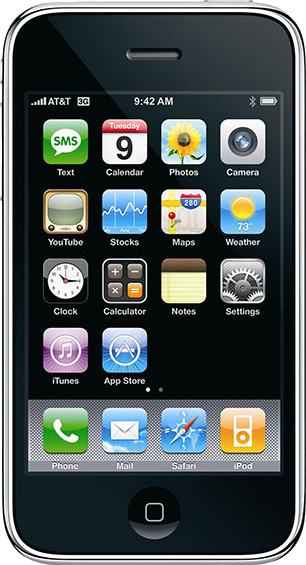 AT&T 3G 9:42 AM
SMS
Tuesday
9
Text Calendar Photos Camera
280
73°
YouTube Stocks Maps Weather
Clock Calculator Notes Settings
iTunes App Store
Phone Mail Safari iPod